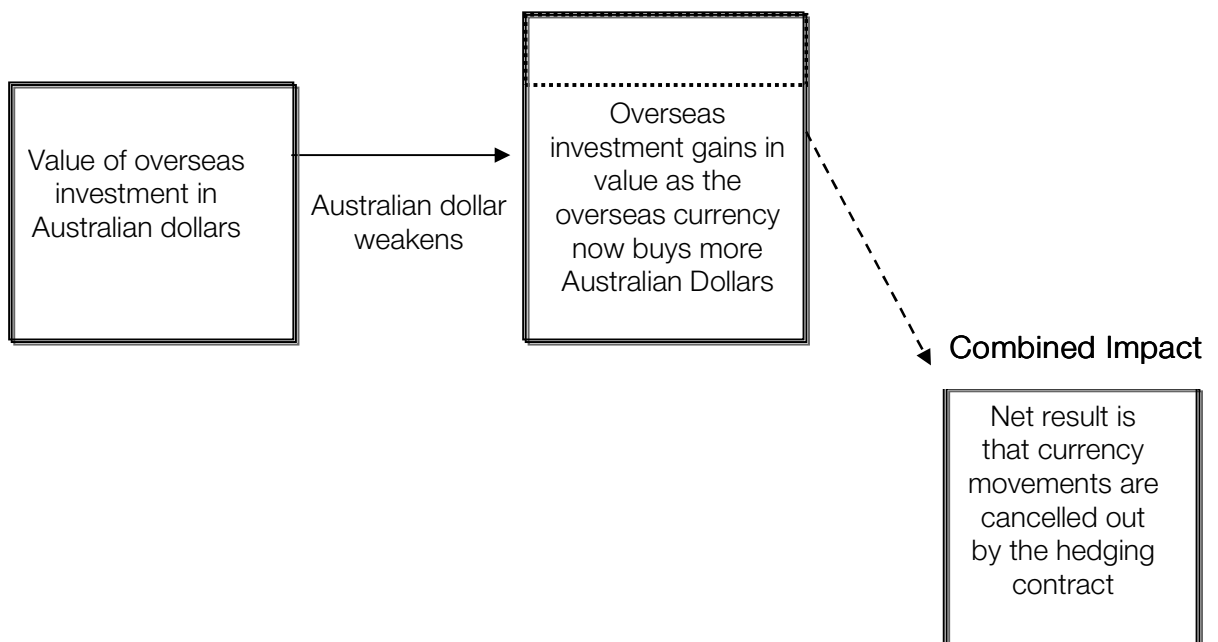 Value of overseas
investment in
Australian dollars
Australian dollar
weakens
Overseas
investment gains in
value as the
overseas currency
now buys more
Australian Dollars
Combined Impact
Net result is
that currency
movements are
cancelled out
by the hedging
contract